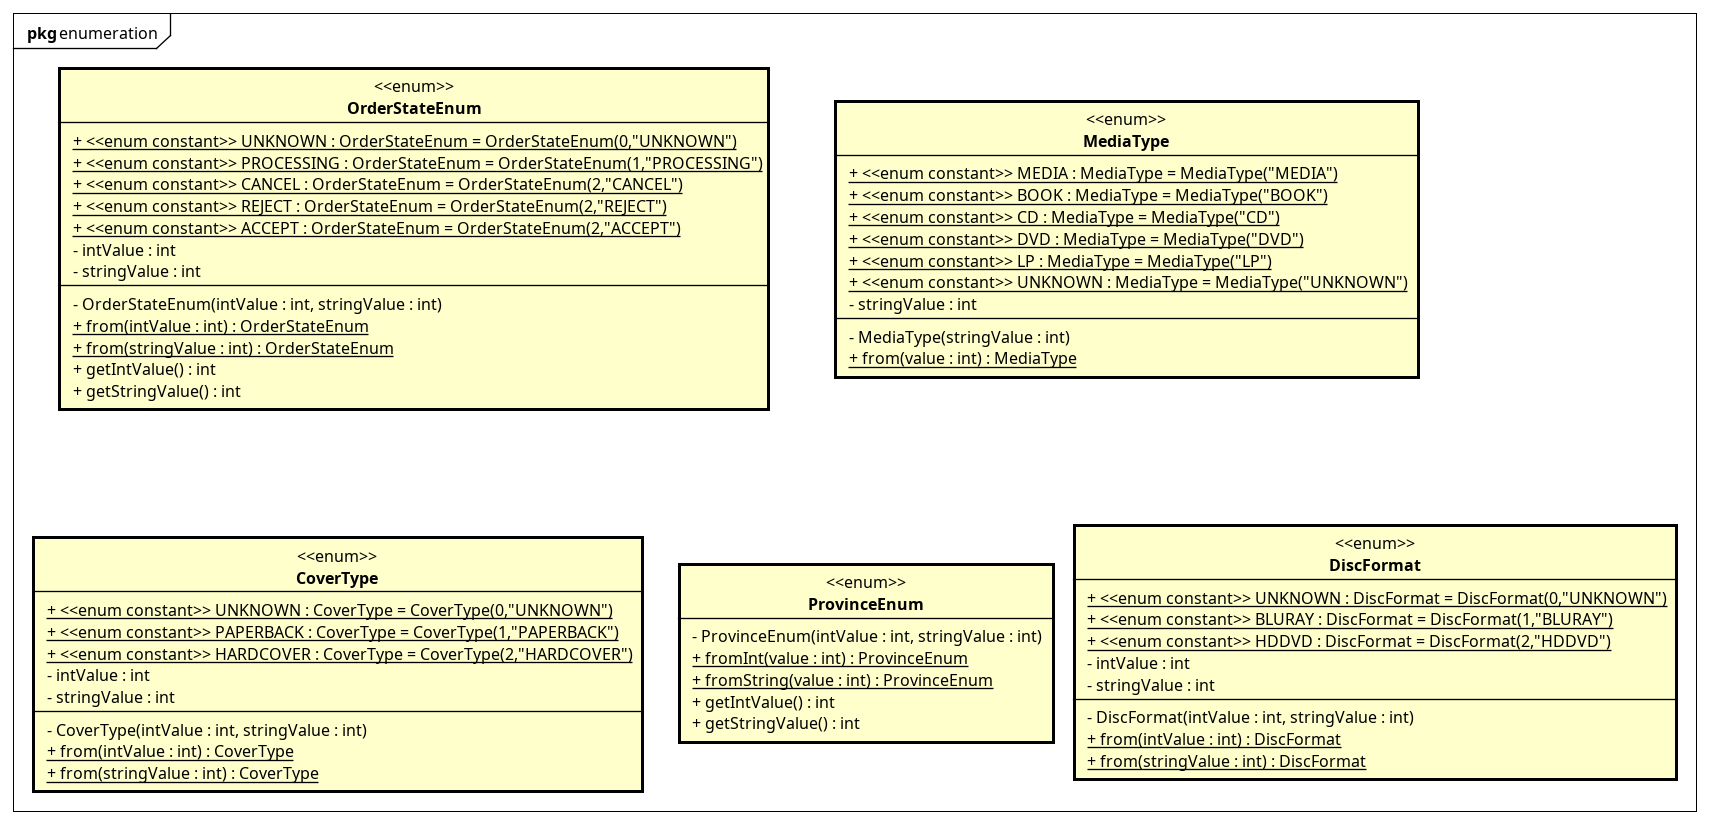 pkg enumeration
<<enum>>
OrderStateEnum
+ <<enum constant>> UNKNOWN : OrderStateEnum = OrderStateEnum(0,"UNKNOWN")
+ <<enum constant>> PROCESSING : OrderStateEnum = OrderStateEnum(1,"PROCESSING")
+ <<enum constant>> CANCEL : OrderStateEnum = OrderStateEnum(2,"CANCEL")
+ <<enum constant>> REJECT : OrderStateEnum = OrderStateEnum(2,"REJECT")
+ <<enum constant>> ACCEPT : OrderStateEnum = OrderStateEnum(2,"ACCEPT")
- intValue : int
- stringValue : int
- OrderStateEnum(intValue : int, stringValue : int)
+ from(intValue : int) : OrderStateEnum
+ from(stringValue : int) : OrderStateEnum
+ getIntValue() : int
+ getStringValue() : int
<<enum>>
MediaType
+ <<enum constant>> MEDIA : MediaType = MediaType("MEDIA")
+ <<enum constant>> BOOK : MediaType = MediaType("BOOK")
+ <<enum constant>> CD : MediaType = MediaType("CD")
+ <<enum constant>> DVD : MediaType = MediaType("DVD")
+ <<enum constant>> LP : MediaType = MediaType("LP")
+ <<enum constant>> UNKNOWN : MediaType = MediaType("UNKNOWN")
- stringValue : int
- MediaType(stringValue : int)
+ from(value : int) : MediaType
<<enum>>
CoverType
+ <<enum constant>> UNKNOWN : CoverType = CoverType(0,"UNKNOWN")
+ <<enum constant>> PAPERBACK : CoverType = CoverType(1,"PAPERBACK")
+ <<enum constant>> HARDCOVER : CoverType = CoverType(2,"HARDCOVER")
- intValue : int
- stringValue : int
- CoverType(intValue : int, stringValue : int)
+ from(intValue : int) : CoverType
+ from(stringValue : int) : CoverType
<<enum>>
ProvinceEnum
- ProvinceEnum(intValue : int, stringValue : int)
+ fromInt(value : int) : ProvinceEnum
+ fromString(value : int) : ProvinceEnum
+ getIntValue() : int
+ getStringValue() : int
<<enum>>
DiscFormat
+ <<enum constant>> UNKNOWN : DiscFormat = DiscFormat(0,"UNKNOWN")
+ <<enum constant>> BLURAY : DiscFormat = DiscFormat(1,"BLURAY")
+ <<enum constant>> HDDVD : DiscFormat = DiscFormat(2,"HDDVD")
- intValue : int
- stringValue : int
- DiscFormat(intValue : int, stringValue : int)
+ from(intValue : int) : DiscFormat
+ from(stringValue : int) : DiscFormat